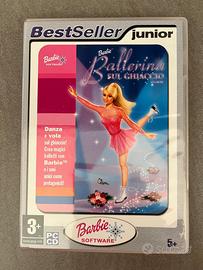 BestSeller junior
Barbie
SOFTWARE
Ballerina
SUL GHIACCIO
Danza
e vola
sul ghiaccio!
Crea magici
balletti con
Barbie
e i suoi
amici come
protagonisti!
3+
PC
CD
Barbie
SOFTWARE
5+